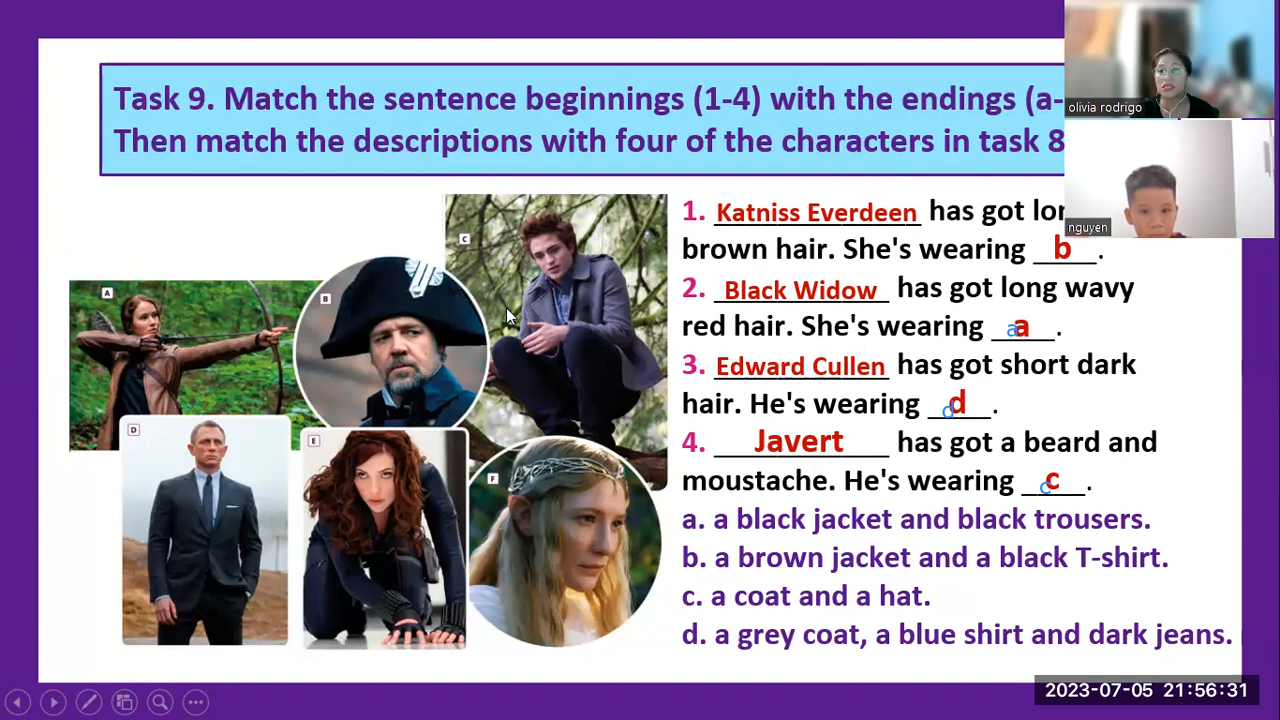 Task 9. Match the sentence beginnings (1-4) with the endings (a-
Then match the descriptions with four of the characters in task 8
olivia rodrigo
nguyen
A
B
C
D
E
F
1. Katniss Everdeen has got
brown hair. She's wearing b.
2. Black Widow has got long wavy
red hair. She's wearing a a.
3. Edward Cullen has got short dark
hair. He's wearing d.
4. Javert has got a beard and
moustache. He's wearing c c.
a. a black jacket and black trousers.
b. a brown jacket and a black T-shirt.
c. a coat and a hat.
d. a grey coat, a blue shirt and dark jeans.
2023-07-05 21:56:31